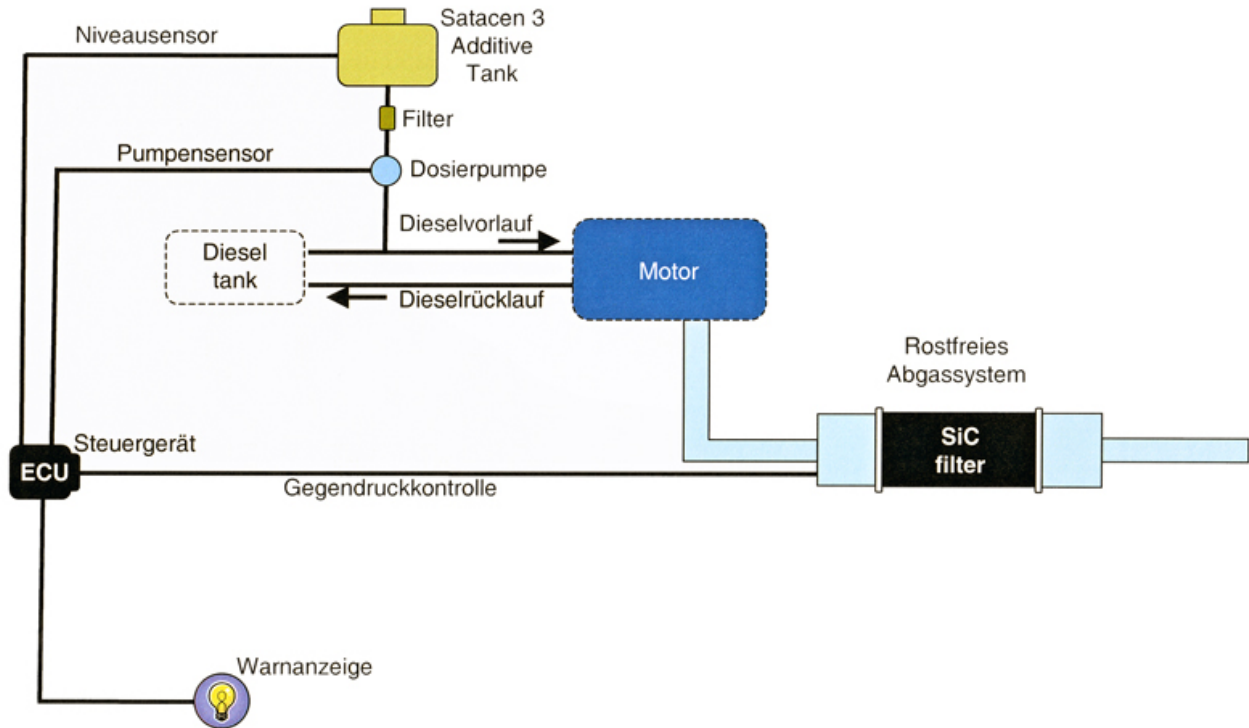 Niveausensor
Satacen 3
Additive
Tank
Filter
Pumpensensor
Dosierpumpe
Dieselvorlauf
Diesel
tank
Motor
Dieselrücklauf
Rostfreies
Abgassystem
SiC
filter
Steuergerät
ECU
Gegendruckkontrolle
Warnanzeige